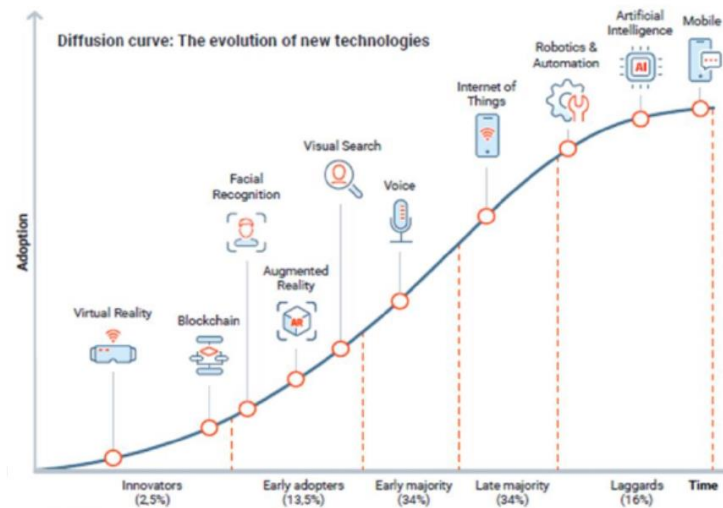 Diffusion curve: The evolution of new technologies
Adoption
Virtual Reality
Blockchain
Facial
Recognition
Augmented
Reality
AR
Visual Search
Voice
Internet of
Things
Robotics &
Automation
Artificial
Intelligence
AI
Mobile
Innovators
(2,5%)
Early adopters
(13,5%)
Early majority
(34%)
Late majority
(34%)
Laggards
(16%)
Time